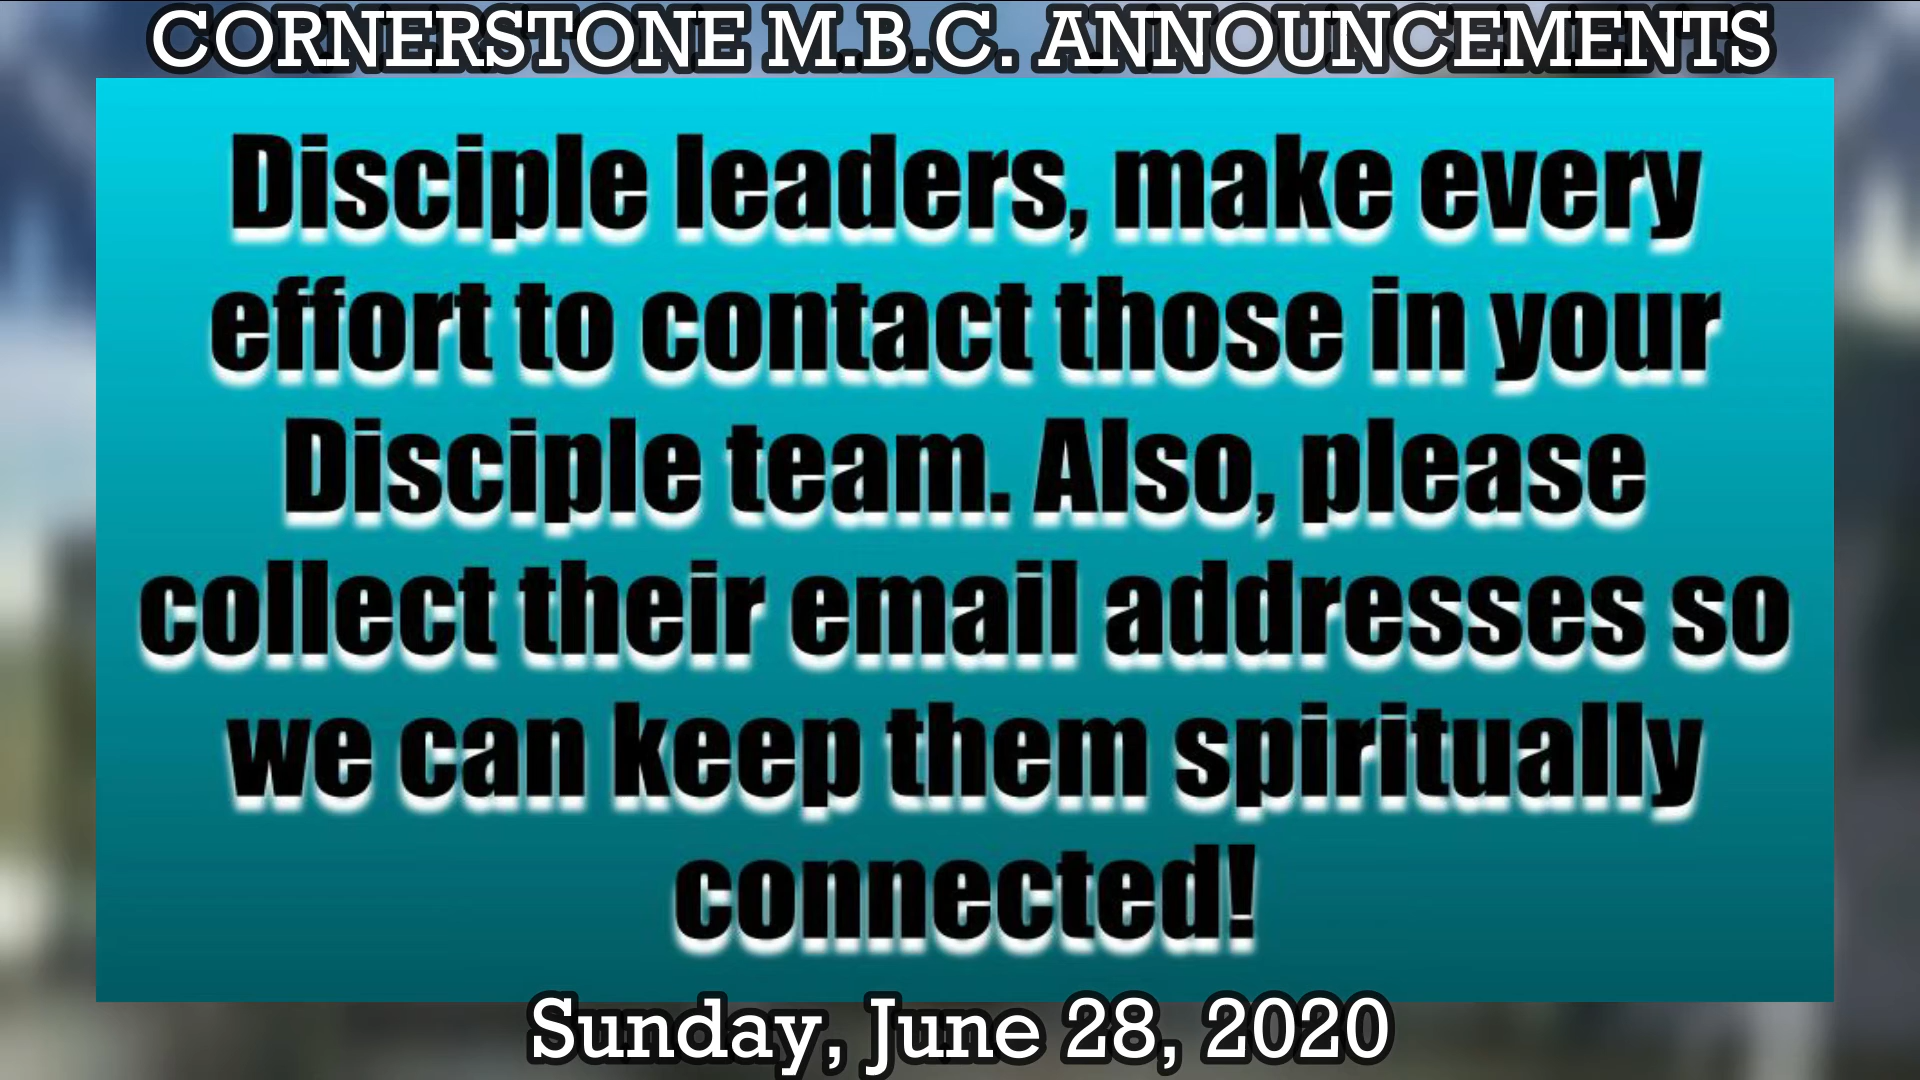 CORNERSTONE M.B.C. ANNOUNCEMENTS
Disciple leaders, make every
effort to contact those in your
Disciple team. Also, please
collect their email addresses so
we can keep them spiritually
connected!
Sunday, June 28, 2020